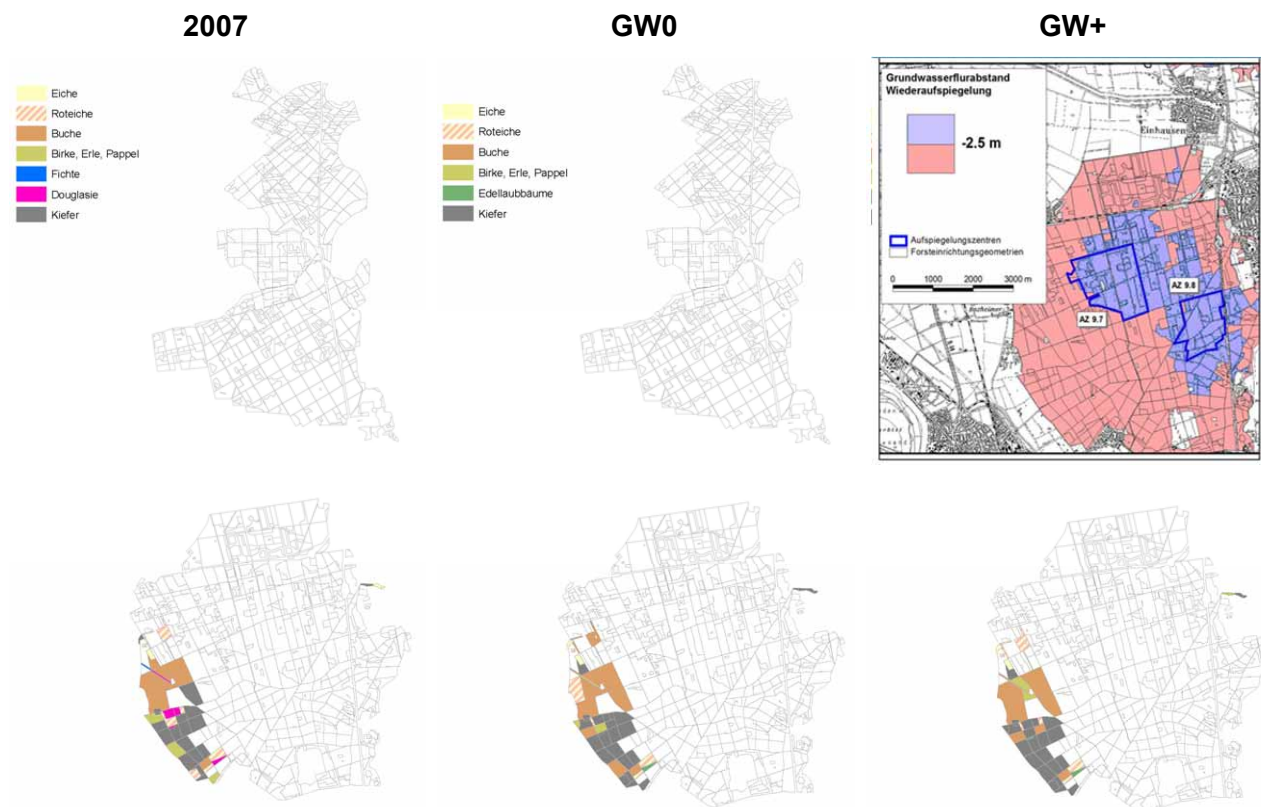 2007
GW0
GW+
Eiche
Roteiche
Buche
Birke, Erle, Pappel
Fichte
Douglasie
Kiefer
Eiche
Roteiche
Buche
Birke, Erle, Pappel
Edellaubbäume
Kiefer
Grundwasserflurabstand
Wiederaufspiegelung
-2.5 m
Aufspiegelungszentren
Forsteinrichtungsgeometrien
0 1000 2000 3000 m
Einhausen
AZ 9.8
AZ 9.7